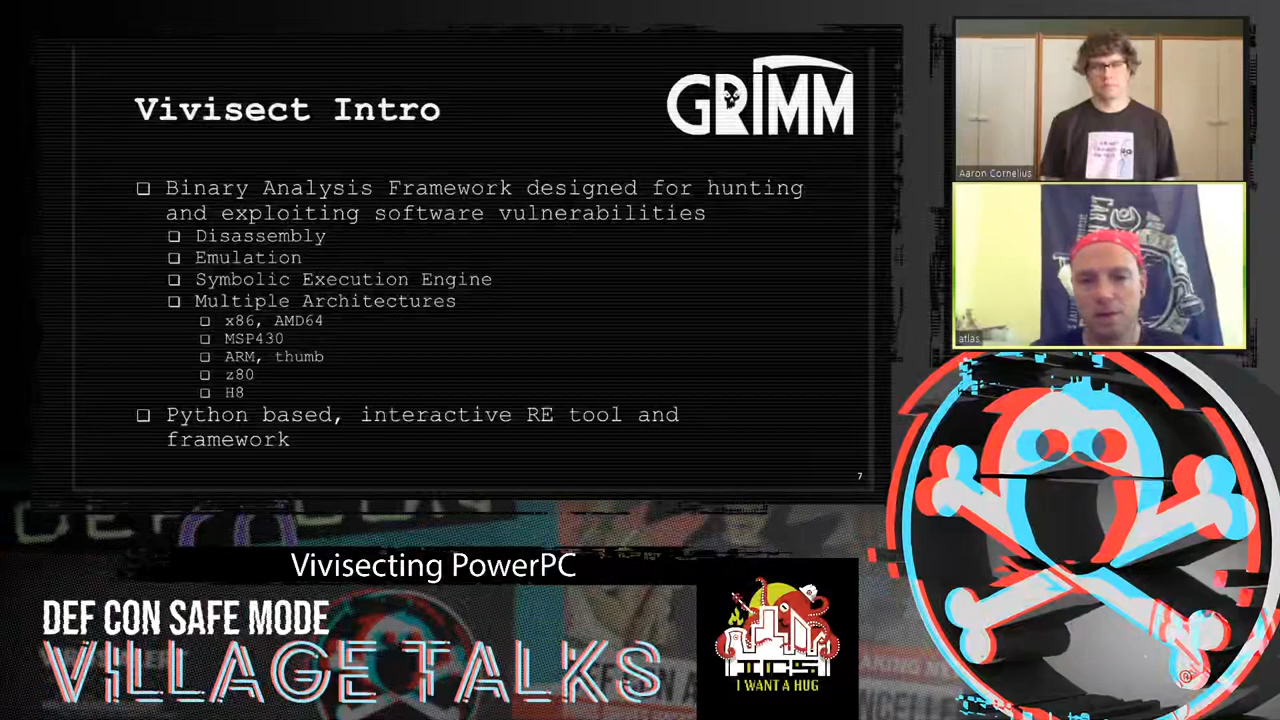 Vivisect Intro
GRIMM
❑ Binary Analysis Framework designed for hunting
and exploiting software vulnerabilities
❑ Disassembly
❑ Emulation
❑ Symbolic Execution Engine
❑ Multiple Architectures
❑ x86, AMD64
❑ MSP430
❑ ARM, thumb
❑ z80
❑ H8
❑ Python based, interactive RE tool and
framework
7
Aaron Cornelius
atlas
Vivisecting PowerPC
DEF CON SAFE MODE
VILLAGE TALKS
ICS
I WANT A HUG